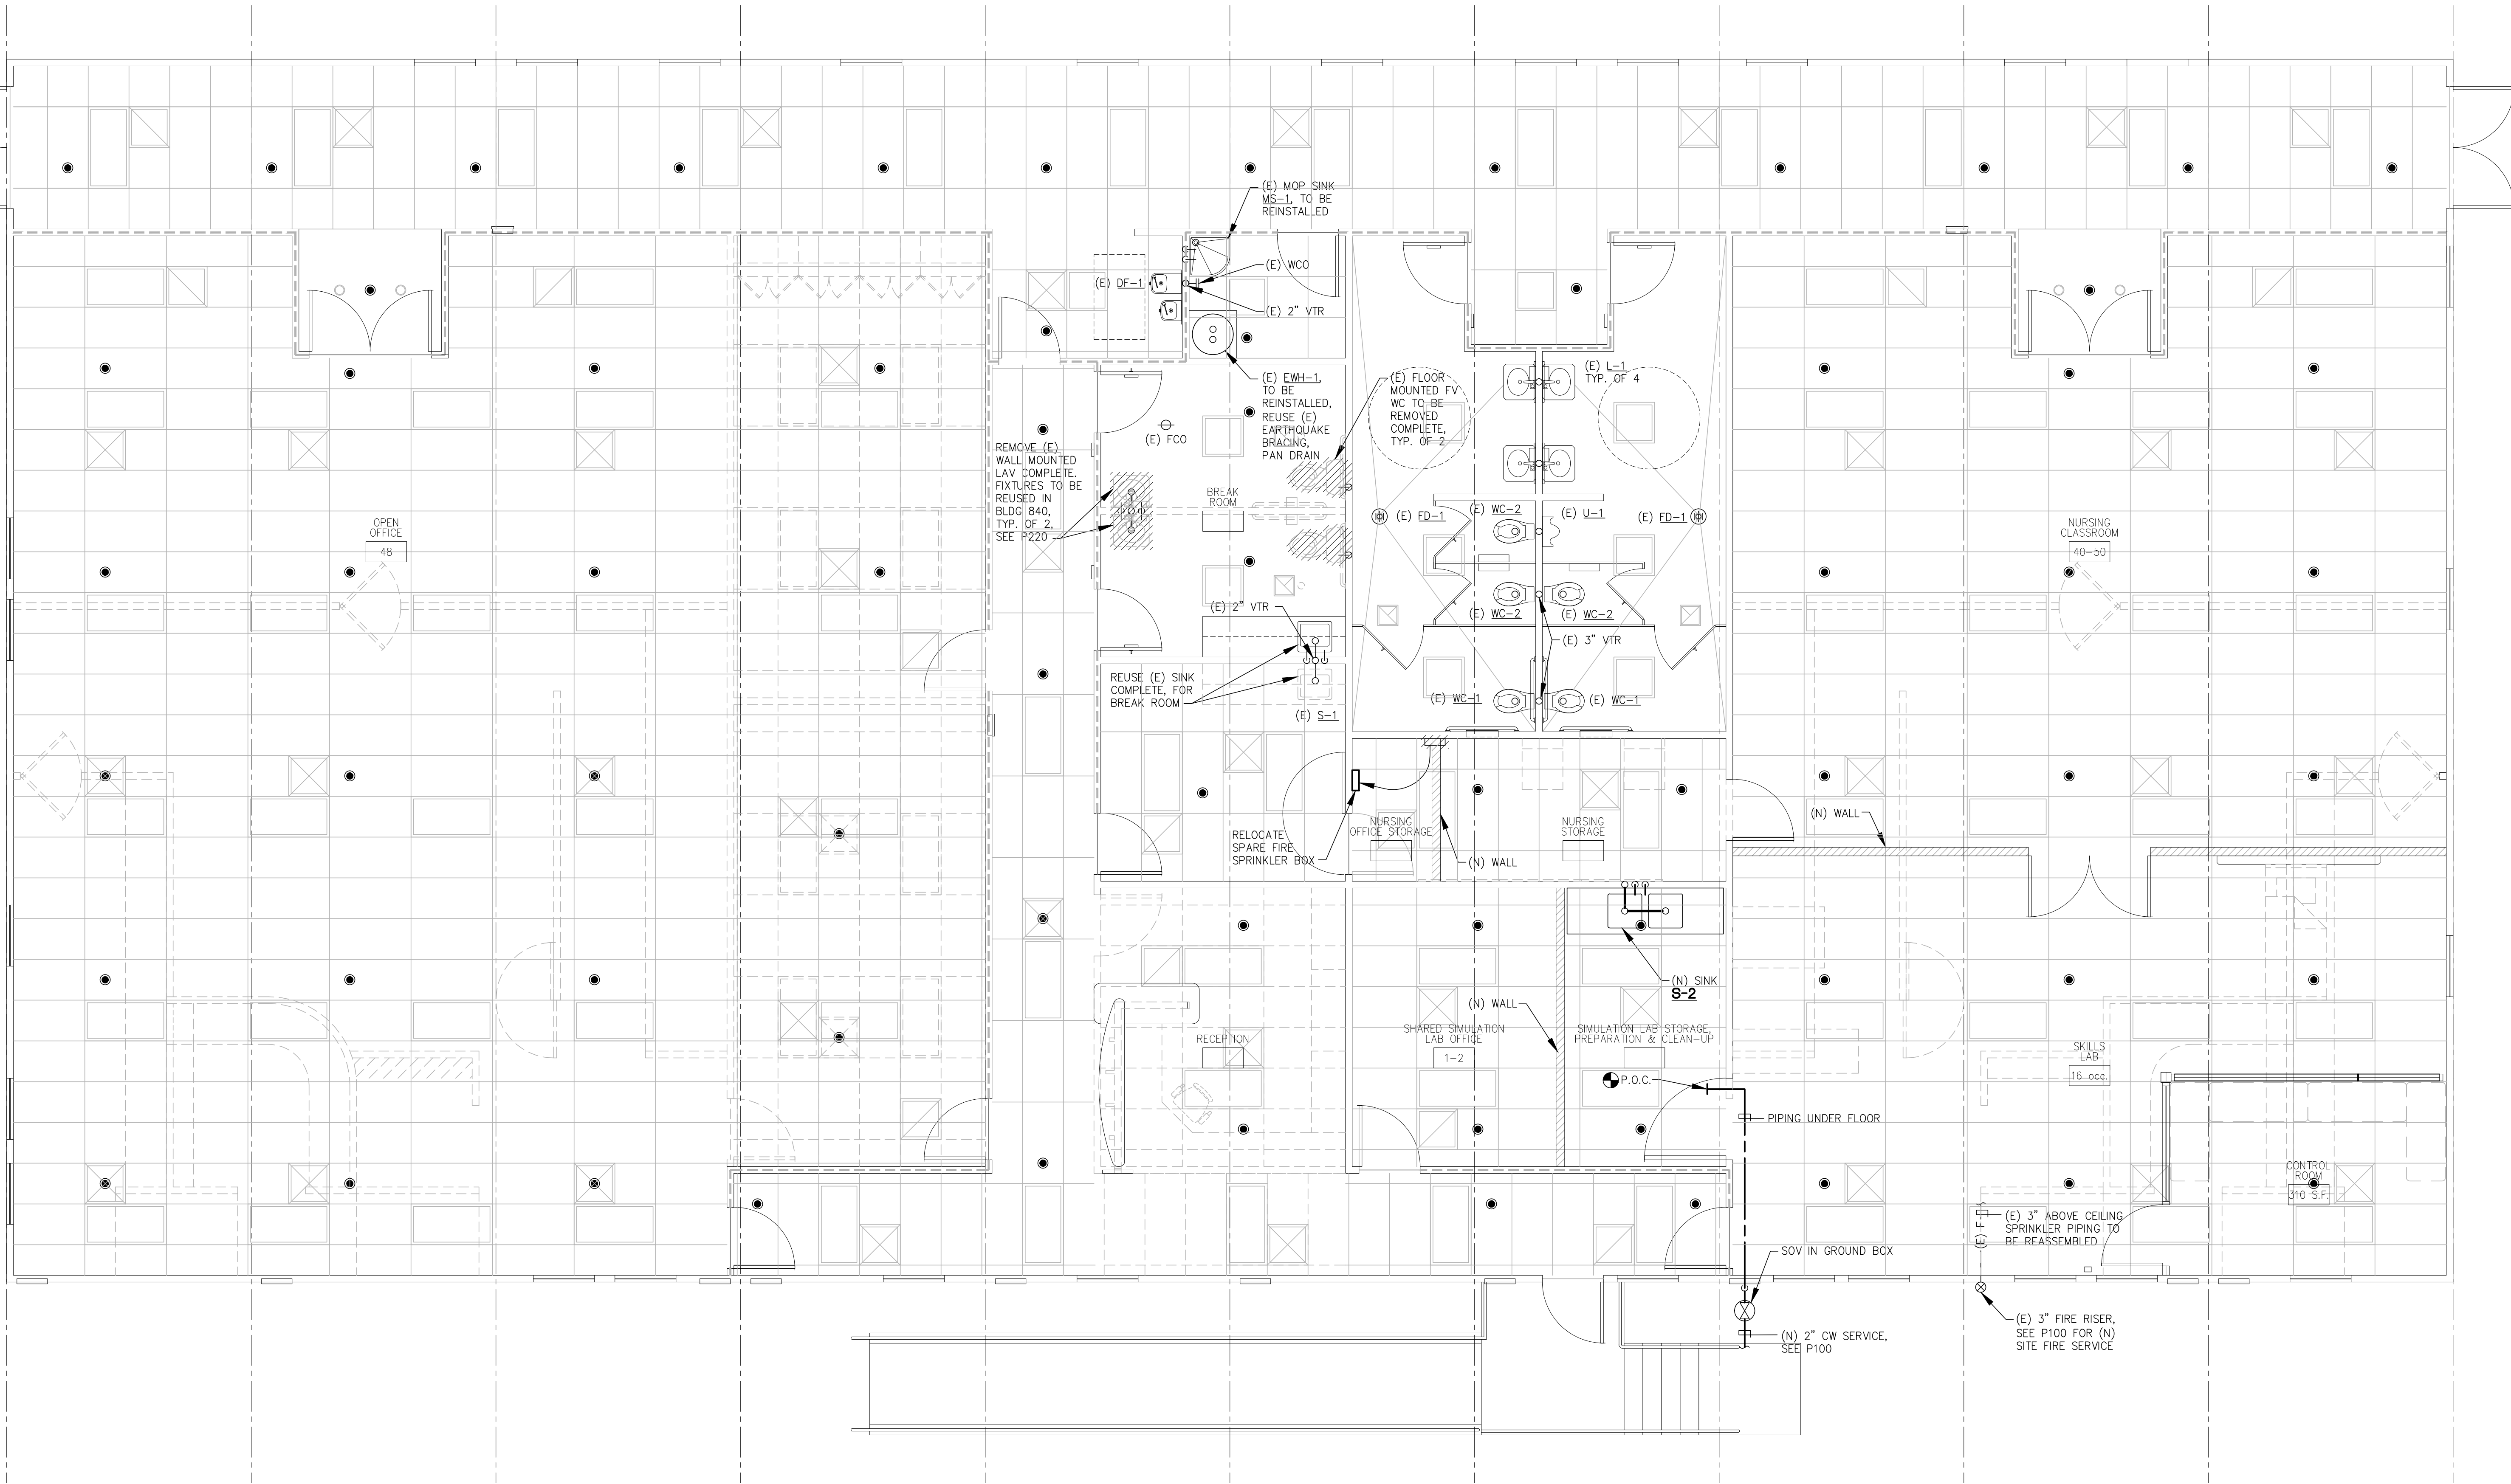 (E) MOP SINK
MS-1, TO BE
REINSTALLED
(E) WCO
(E) DF-1
(E) 2" VTR
(E) EWH-1,
TO BE
REINSTALLED,
REUSE (E)
EARTHQUAKE
BRACING,
PAN DRAIN
(E) FLOOR
MOUNTED FV
WC TO BE
REMOVED
COMPLETE,
TYP. OF 2
(E) L-1
TYP. OF 4
(E) FCO
REMOVE (E)
WALL MOUNTED
LAV COMPLETE.
FIXTURES TO BE
REUSED IN
BLDG 840,
TYP. OF 2,
SEE P220
BREAK
ROOM
(E) FD-1
(E) WC-2
(E) U-1
(E) FD-1
OPEN
OFFICE
48
NURSING
CLASSROOM
40-50
(E) 2" VTR
(E) WC-2
(E) WC-2
(E) 3" VTR
REUSE (E) SINK
COMPLETE, FOR
BREAK ROOM
(E) S-1
(E) WC-1
(E) WC-1
RELOCATE
SPARE FIRE
SPRINKLER BOX
NURSING
OFFICE STORAGE
NURSING
STORAGE
(N) WALL
(N) WALL
(N) SINK
S-2
(N) WALL
RECEPTION
SHARED SIMULATION
LAB OFFICE
1-2
SIMULATION LAB STORAGE,
PREPARATION & CLEAN-UP
P.O.C.
SKILLS
LAB
16 occ.
PIPING UNDER FLOOR
CONTROL
ROOM
310 S.F.
(E) F
(E) 3" ABOVE CEILING
SPRINKLER PIPING TO
BE REASSEMBLED
SOV IN GROUND BOX
(N) 2" CW SERVICE,
SEE P100
(E) 3" FIRE RISER,
SEE P100 FOR (N)
SITE FIRE SERVICE